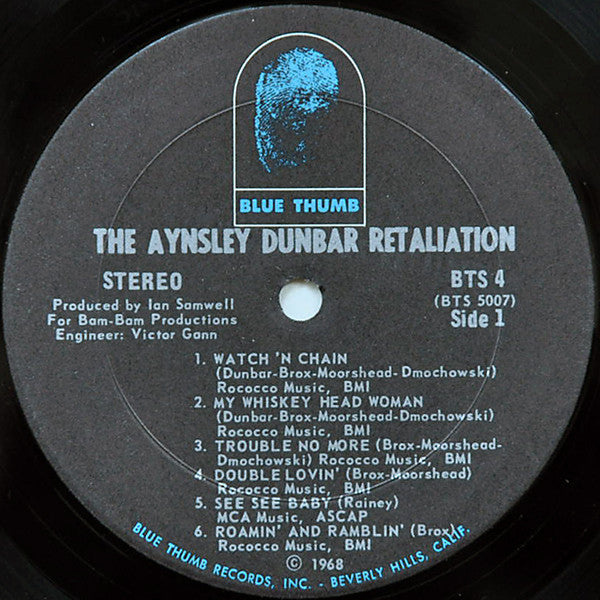 BLUE THUMB
THE AYNSLEY DUNBAR RETALIATION
STEREO
Produced by Ian Samwell
For Bam-Bam Productions
Engineer: Victor Gann
BTS 4
(BTS 5007)
Side 1
1. WATCH 'N CHAIN
(Dunbar-Brox-Moorshead-Dmochowski)
Rococco Music, BMI
2. MY WHISKEY HEAD WOMAN
(Dunbar-Brox-Moorshead-Dmochowski)
Rococco Music, BMI
3. TROUBLE NO MORE (Brox-Moorshead-
Dmochowski) Rococco Music, BMI
4. DOUBLE LOVIN' (Brox-Moorshead)
Rococco Music, BMI
5. SEE SEE BABY (Rainey)
MCA Music, ASCAP
6. ROAMIN' AND RAMBLIN' (Brox)
Rococco Music, BMI
© 1968
BLUE THUMB RECORDS, INC. - BEVERLY HILLS, CALIF.